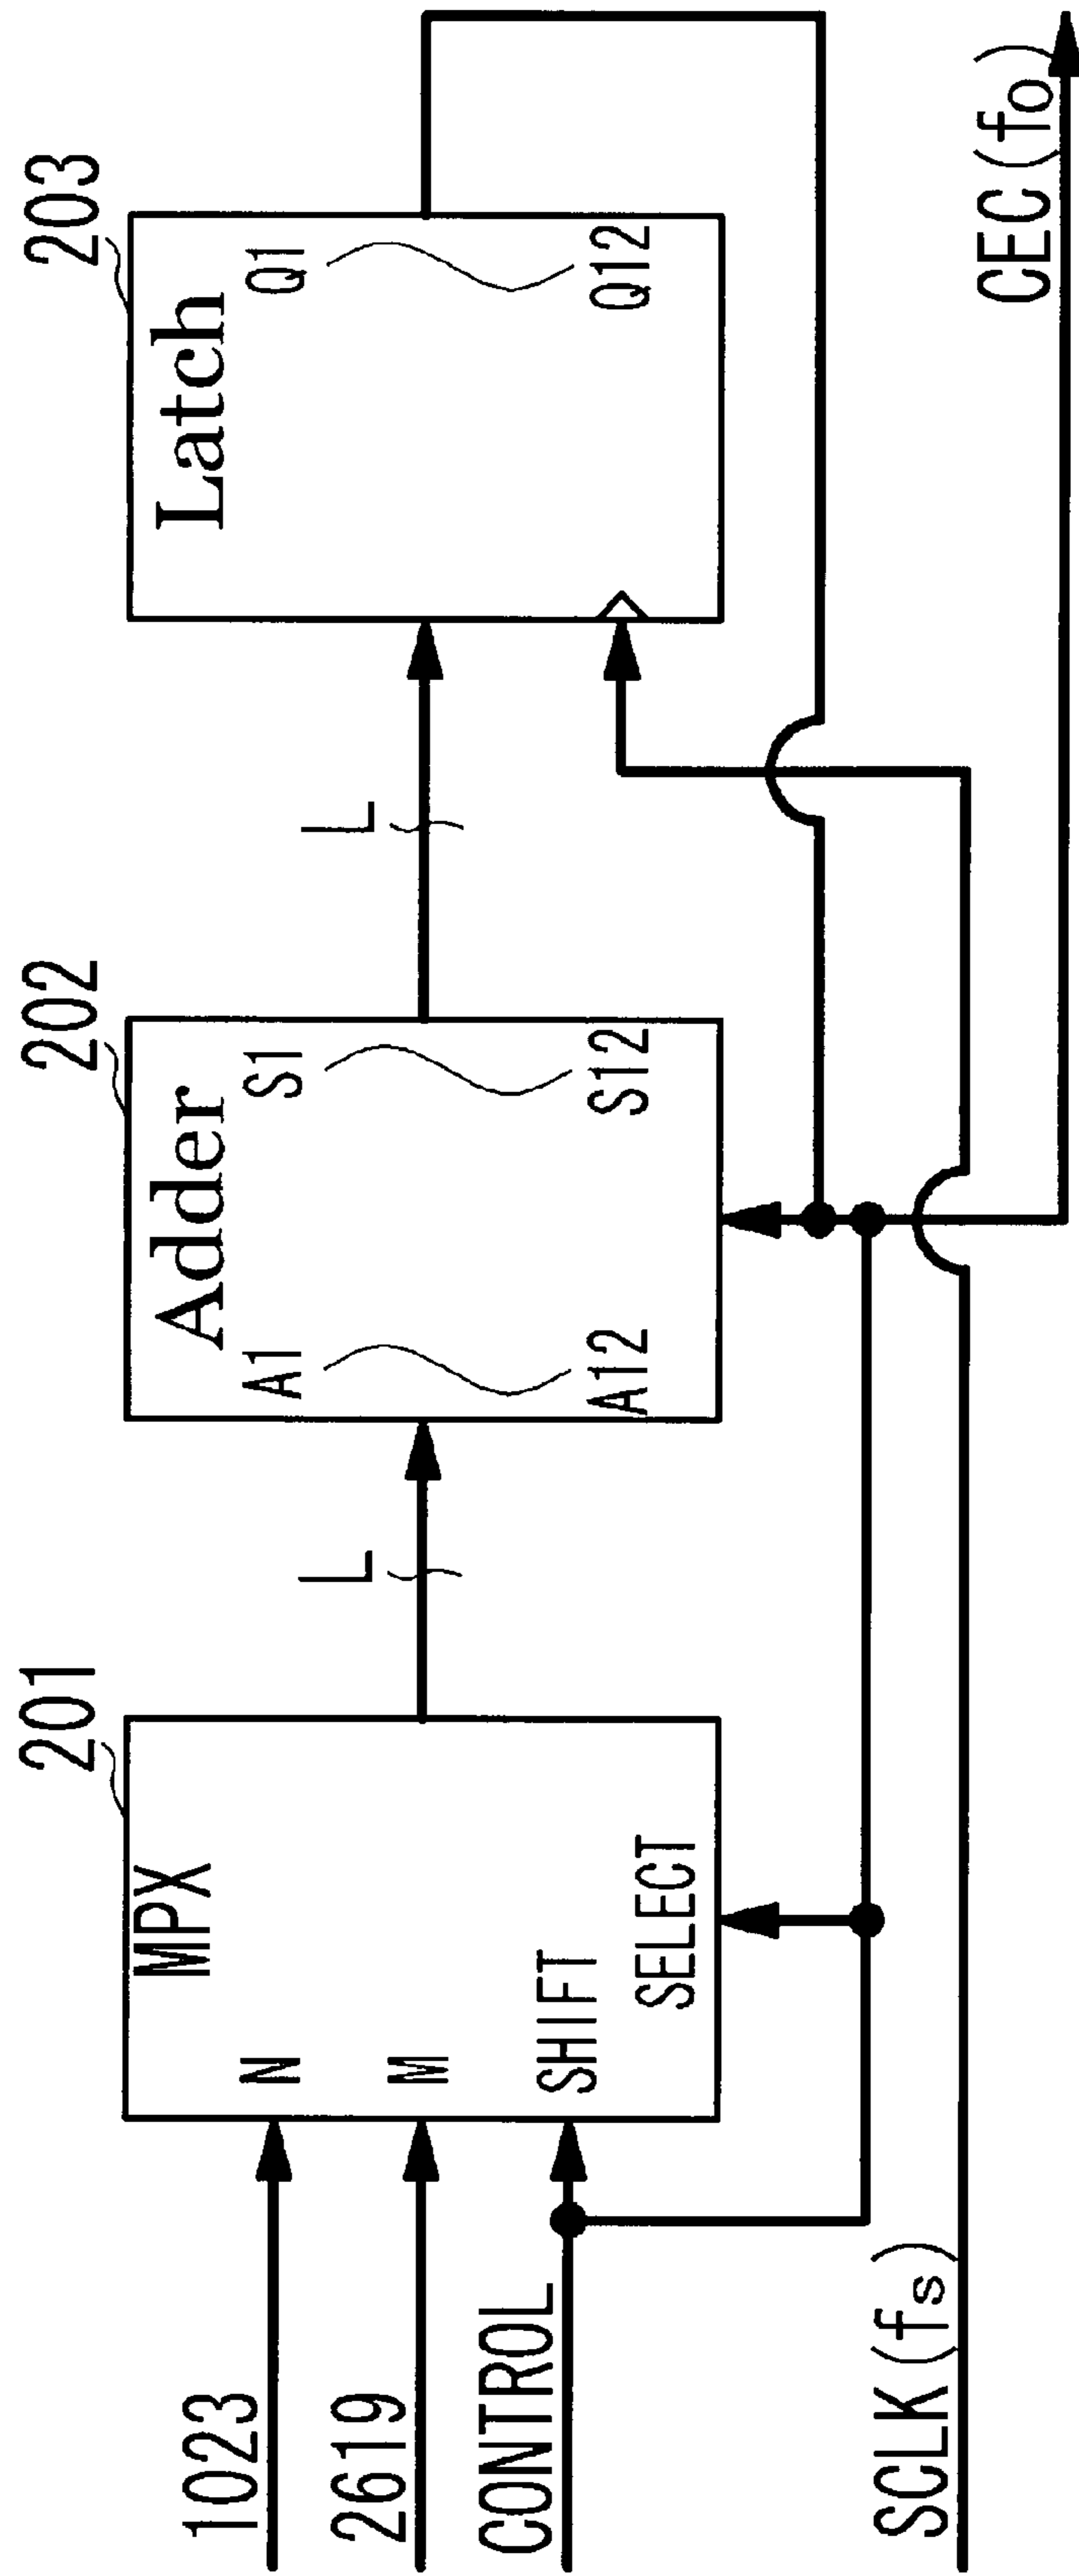 201
MPX
N
M
SHIFT
SELECT
1023
2619
CONTROL
SCLK(fs)
L
202
Adder
A1
A12
S1
S12
L
203
Latch
Q1
Q12
CEC(fo)